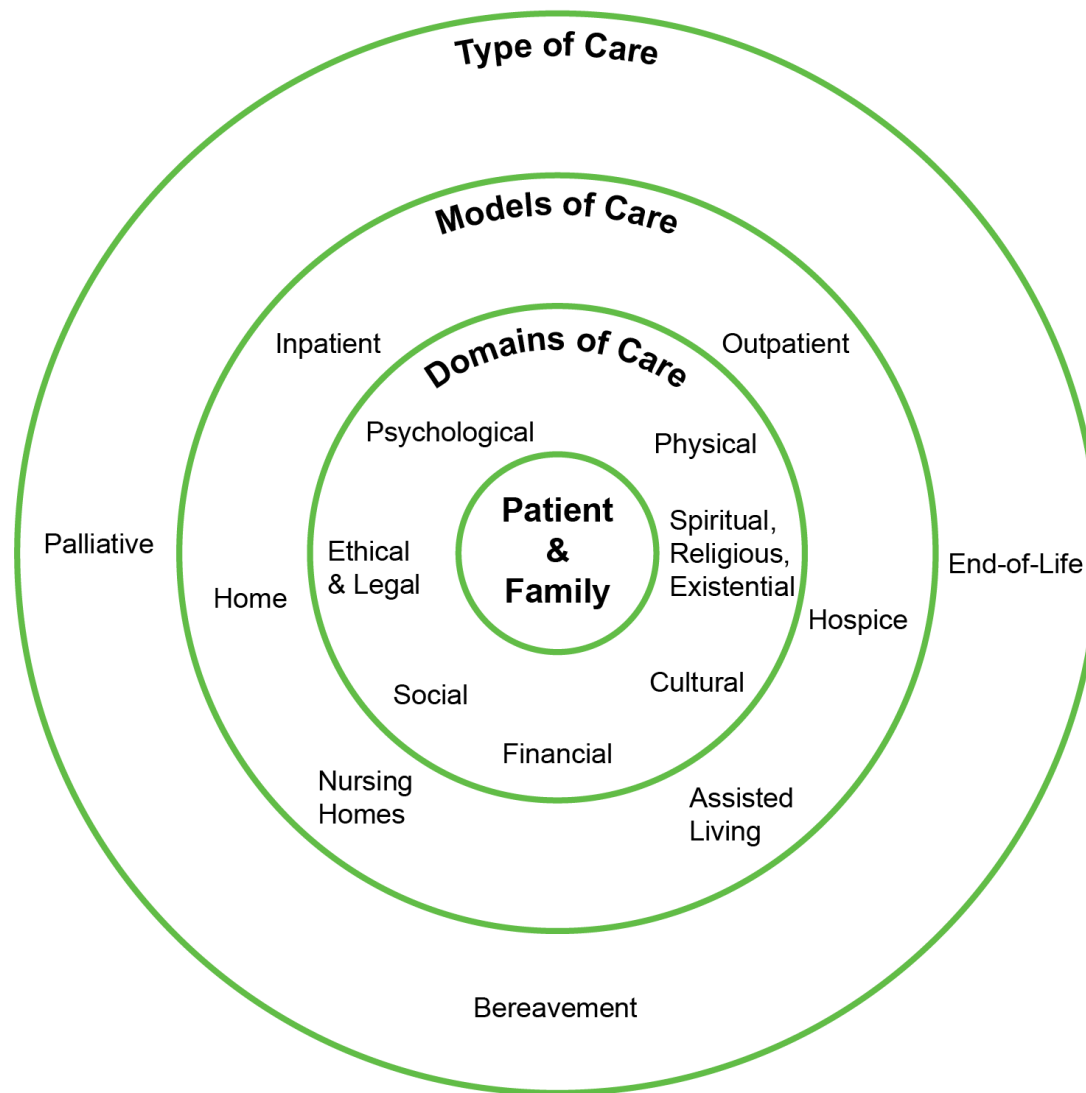 Type of Care
Models of Care
Inpatient
Outpatient
Domains of Care
Psychological
Physical
Patient
&
Family
Spiritual,
Religious,
Existential
Ethical
& Legal
Palliative
End-of-Life
Home
Hospice
Social
Cultural
Financial
Nursing
Homes
Assisted
Living
Bereavement